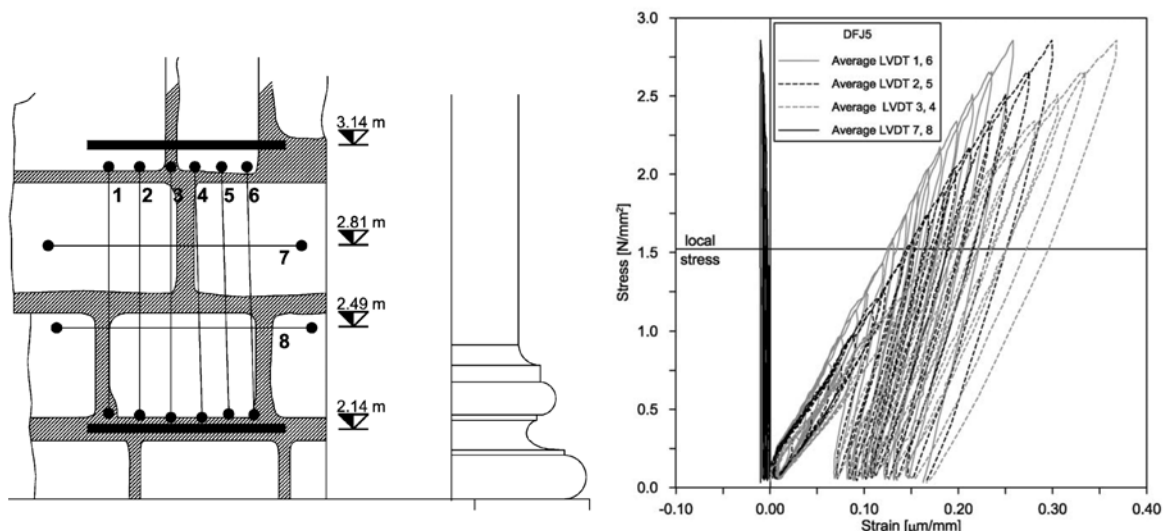 3.14 m
1
2
3
4
5
6
2.81 m
7
2.49 m
8
2.14 m
DFJ5
Average LVDT 1, 6
Average LVDT 2, 5
Average LVDT 3, 4
Average LVDT 7, 8
3.0
2.5
2.0
1.5
1.0
0.5
0.0
Stress [N/mm²]
local
stress
-0.10
0.00
0.10
0.20
0.30
0.40
Strain [µm/mm]